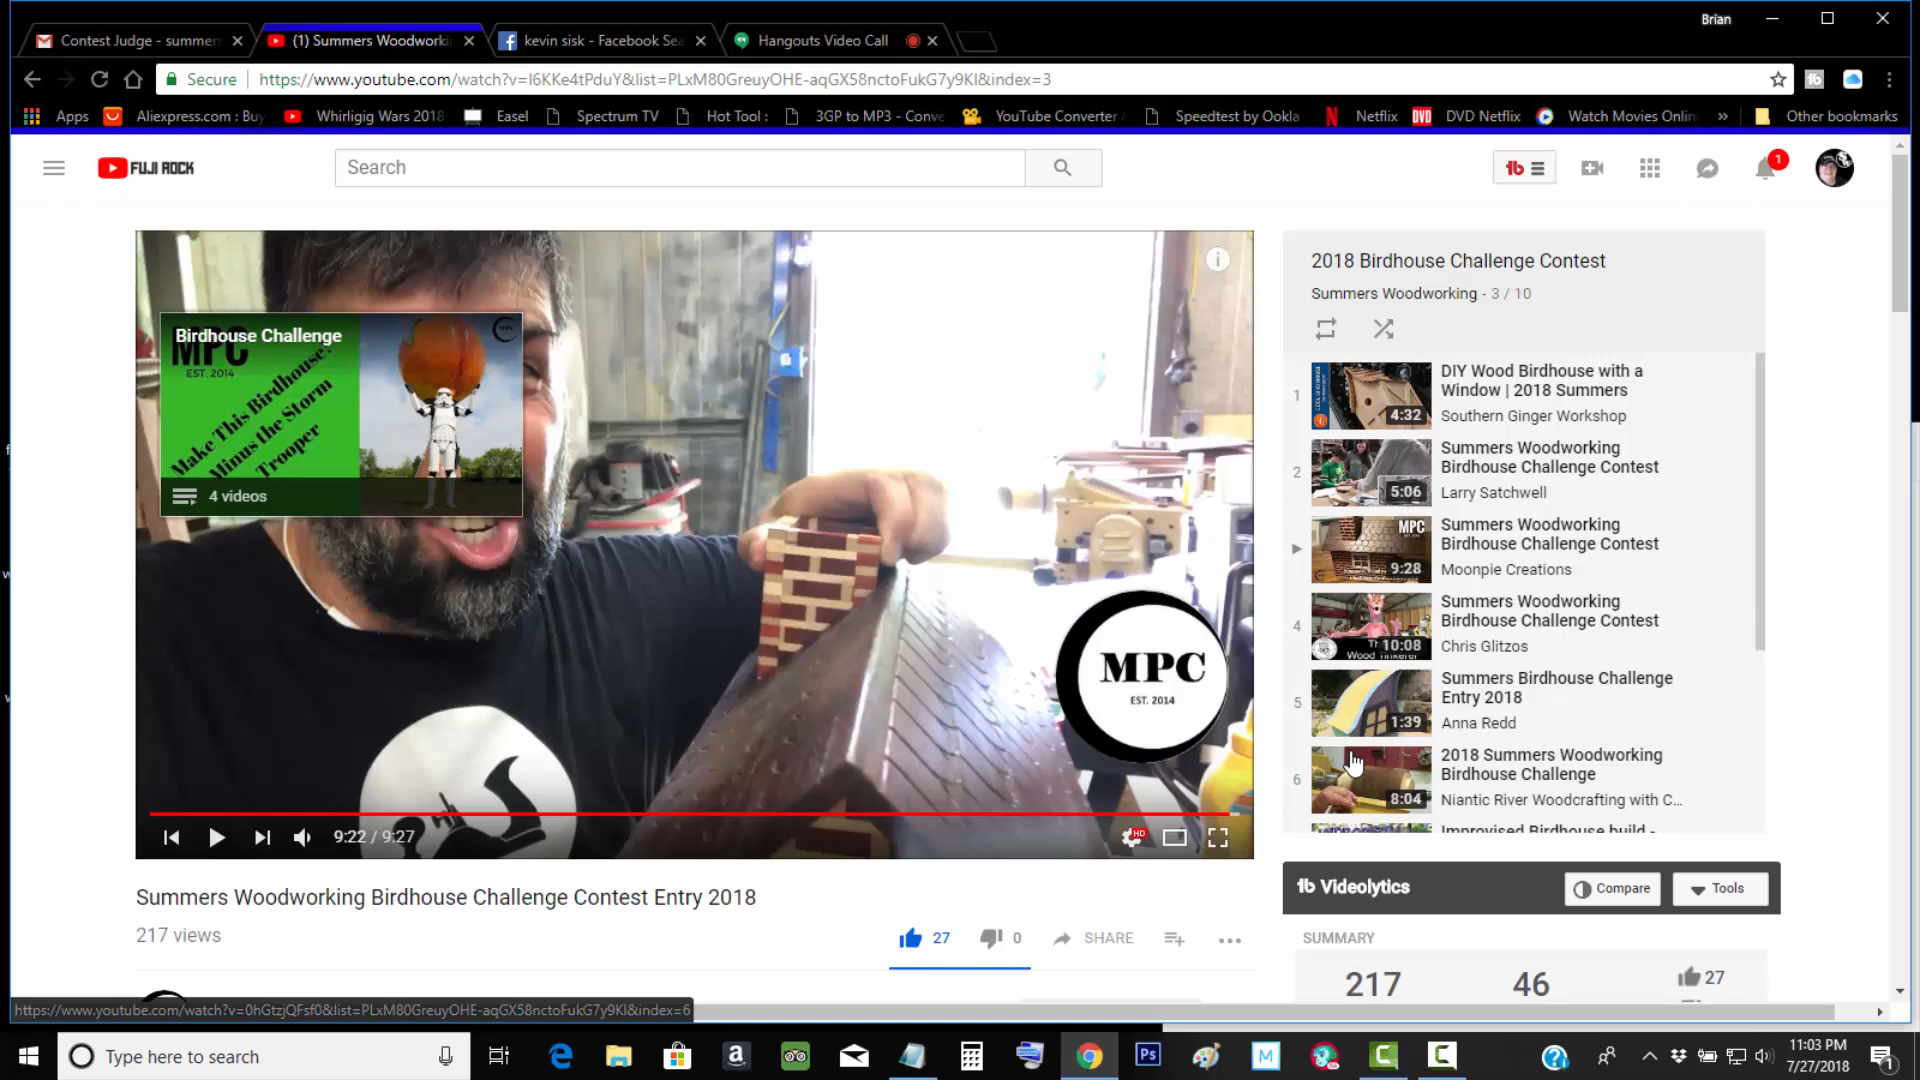 Brian
Contest Judge - summer
(1) Summers Woodworki
kevin sisk - Facebook Sea
Hangouts Video Call
Secure
https://www.youtube.com/watch?v=I6KKe4tPduY&list=PLxM80GreuyOHE-aqGX58nctoFukG7y9KI&index=3
Apps
Aliexpress.com : Buy
Whirligig Wars 2018
Easel
Spectrum TV
Hot Tool :
3GP to MP3 - Conve
YouTube Converter
Speedtest by Ookla
Netflix
DVD
DVD Netflix
Watch Movies Onlin
»
Other bookmarks
FUJI ROCK
Search
1
Birdhouse Challenge
MPC
EST. 2014
Make This Birdhouse,
Minus the Storm
Trooper
4 videos
MPC
EST. 2014
9:22 / 9:27
HD
2018 Birdhouse Challenge Contest
Summers Woodworking - 3 / 10
1
4:32
DIY Wood Birdhouse with a
Window | 2018 Summers
Southern Ginger Workshop
2
5:06
Summers Woodworking
Birdhouse Challenge Contest
Larry Satchwell
MPC
9:28
Summers Woodworking
Birdhouse Challenge Contest
Moonpie Creations
4
10:08
Summers Woodworking
Birdhouse Challenge Contest
Chris Glitzos
5
1:39
Summers Birdhouse Challenge
Entry 2018
Anna Redd
6
8:04
2018 Summers Woodworking
Birdhouse Challenge
Niantic River Woodcrafting with C...
Improvised Birdhouse build -
Summers Woodworking Birdhouse Challenge Contest Entry 2018
217 views
27
0
SHARE
Videolytics
Compare
Tools
SUMMARY
217
46
27
https://www.youtube.com/watch?v=0hGtzjQFsf0&list=PLxM80GreuyOHE-aqGX58nctoFukG7y9KI&index=6
Type here to search
Ps
M
11:03 PM
7/27/2018
1